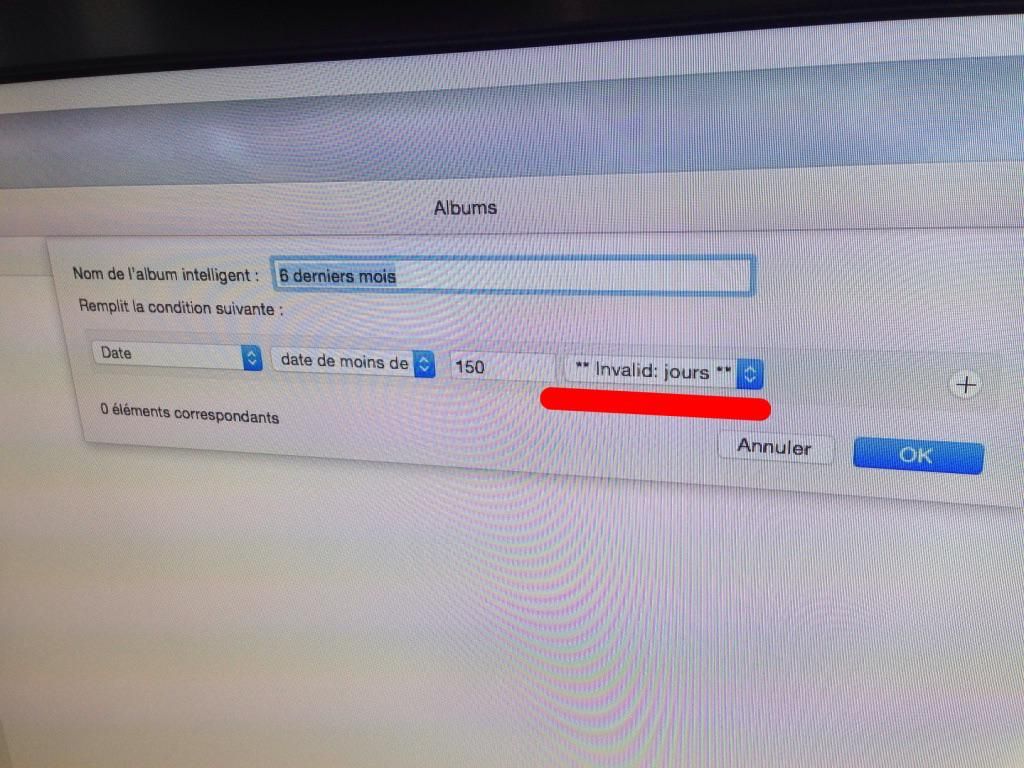 Albums
Nom de l'album intelligent : 6 derniers mois
Remplit la condition suivante :
Date date de moins de 150 ** Invalid: jours **
0 éléments correspondants
Annuler OK